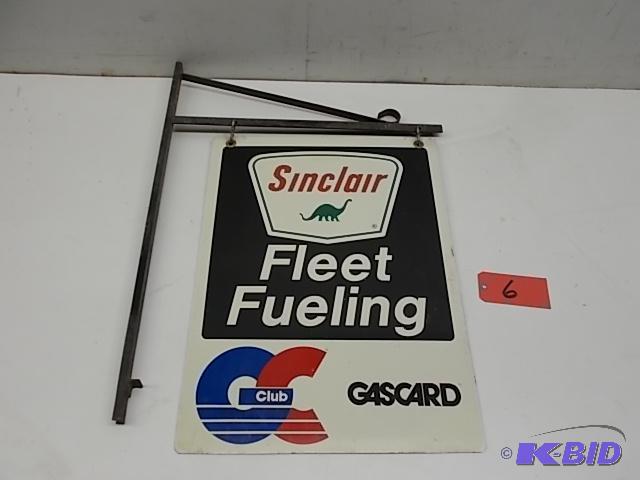 Sinclair
®
Fleet
Fueling
6
GC
Club
GASCARD
© K-BID